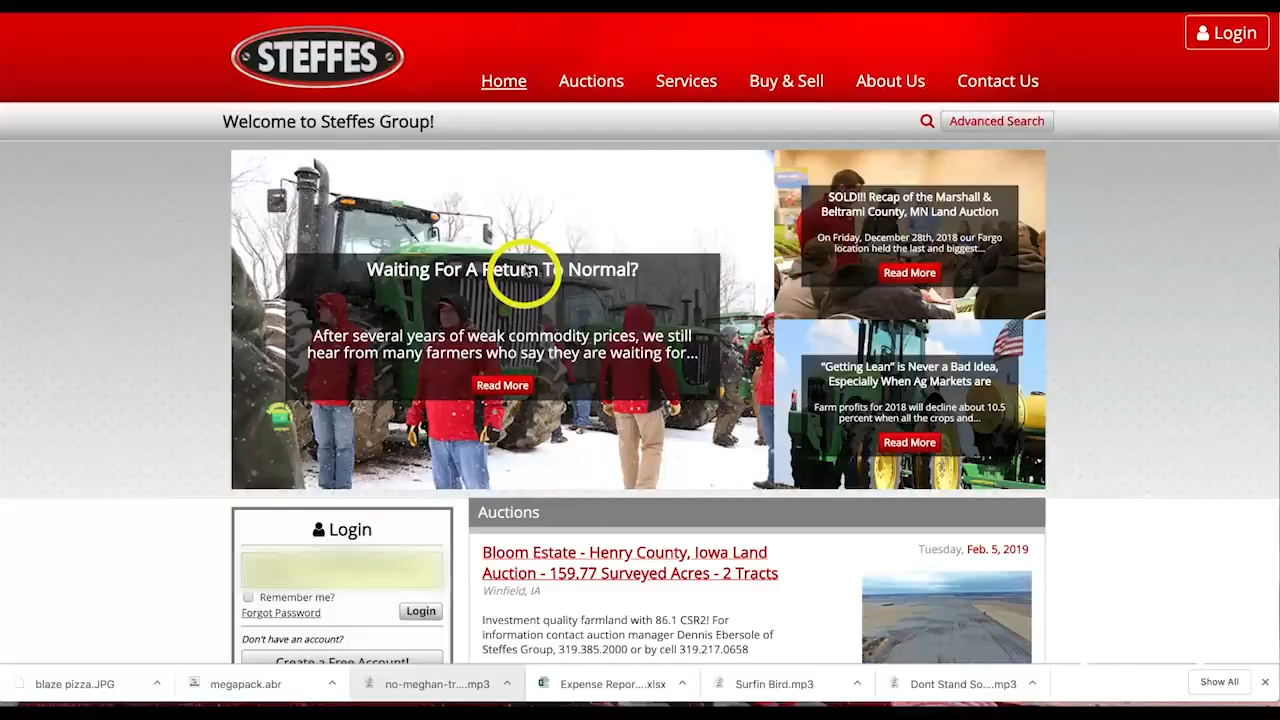 STEFFES
Login
Home Auctions Services Buy & Sell About Us Contact Us
Welcome to Steffes Group!
Advanced Search
Waiting For A Return To Normal?
After several years of weak commodity prices, we still
hear from many farmers who say they are waiting for...
Read More
SOLD!!! Recap of the Marshall &
Beltrami County, MN Land Auction
On Friday, December 28th, 2018 our Fargo
location held the last and biggest...
Read More
“Getting Lean” is Never a Bad Idea,
Especially When Ag Markets are
Farm profits for 2018 will decline about 10.5
percent when all the crops and...
Read More
Login
Remember me?
Forgot Password
Login
Don't have an account?
Create a Free Account!
Auctions
Bloom Estate - Henry County, Iowa Land
Auction - 159.77 Surveyed Acres - 2 Tracts
Winfield, IA
Tuesday, Feb. 5, 2019
Investment quality farmland with 86.1 CSR2! For
information contact auction manager Dennis Ebersole of
Steffes Group, 319.385.2000 or by cell 319.217.0658
blaze pizza.JPG
megapack.abr
no-meghan-tr....mp3
Expense Repor....xlsx
Surfin Bird.mp3
Dont Stand So....mp3
Show All